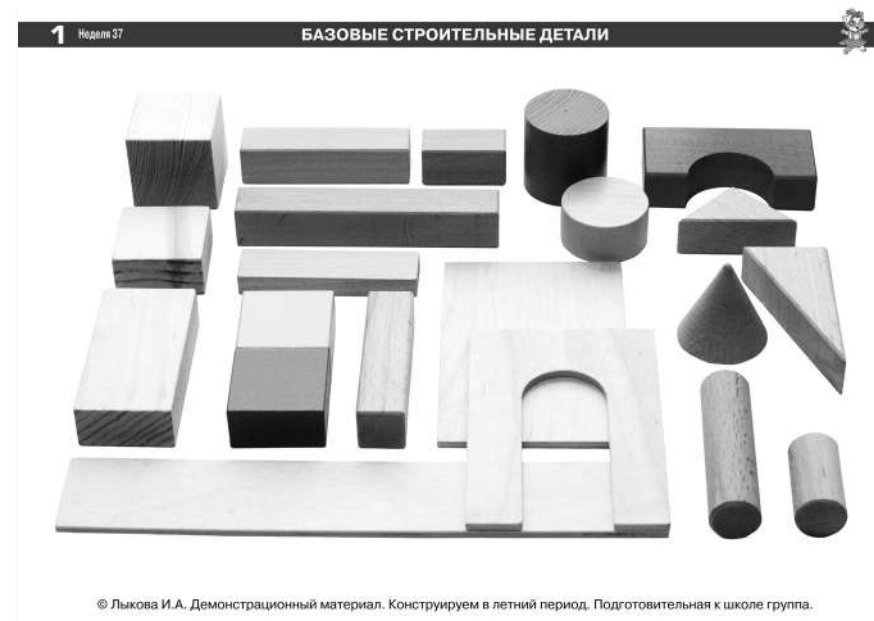 1 Неделя 37 БАЗОВЫЕ СТРОИТЕЛЬНЫЕ ДЕТАЛИ
© Лыкова И.А. Демонстрационный материал. Конструируем в летний период. Подготовительная к школе группа.